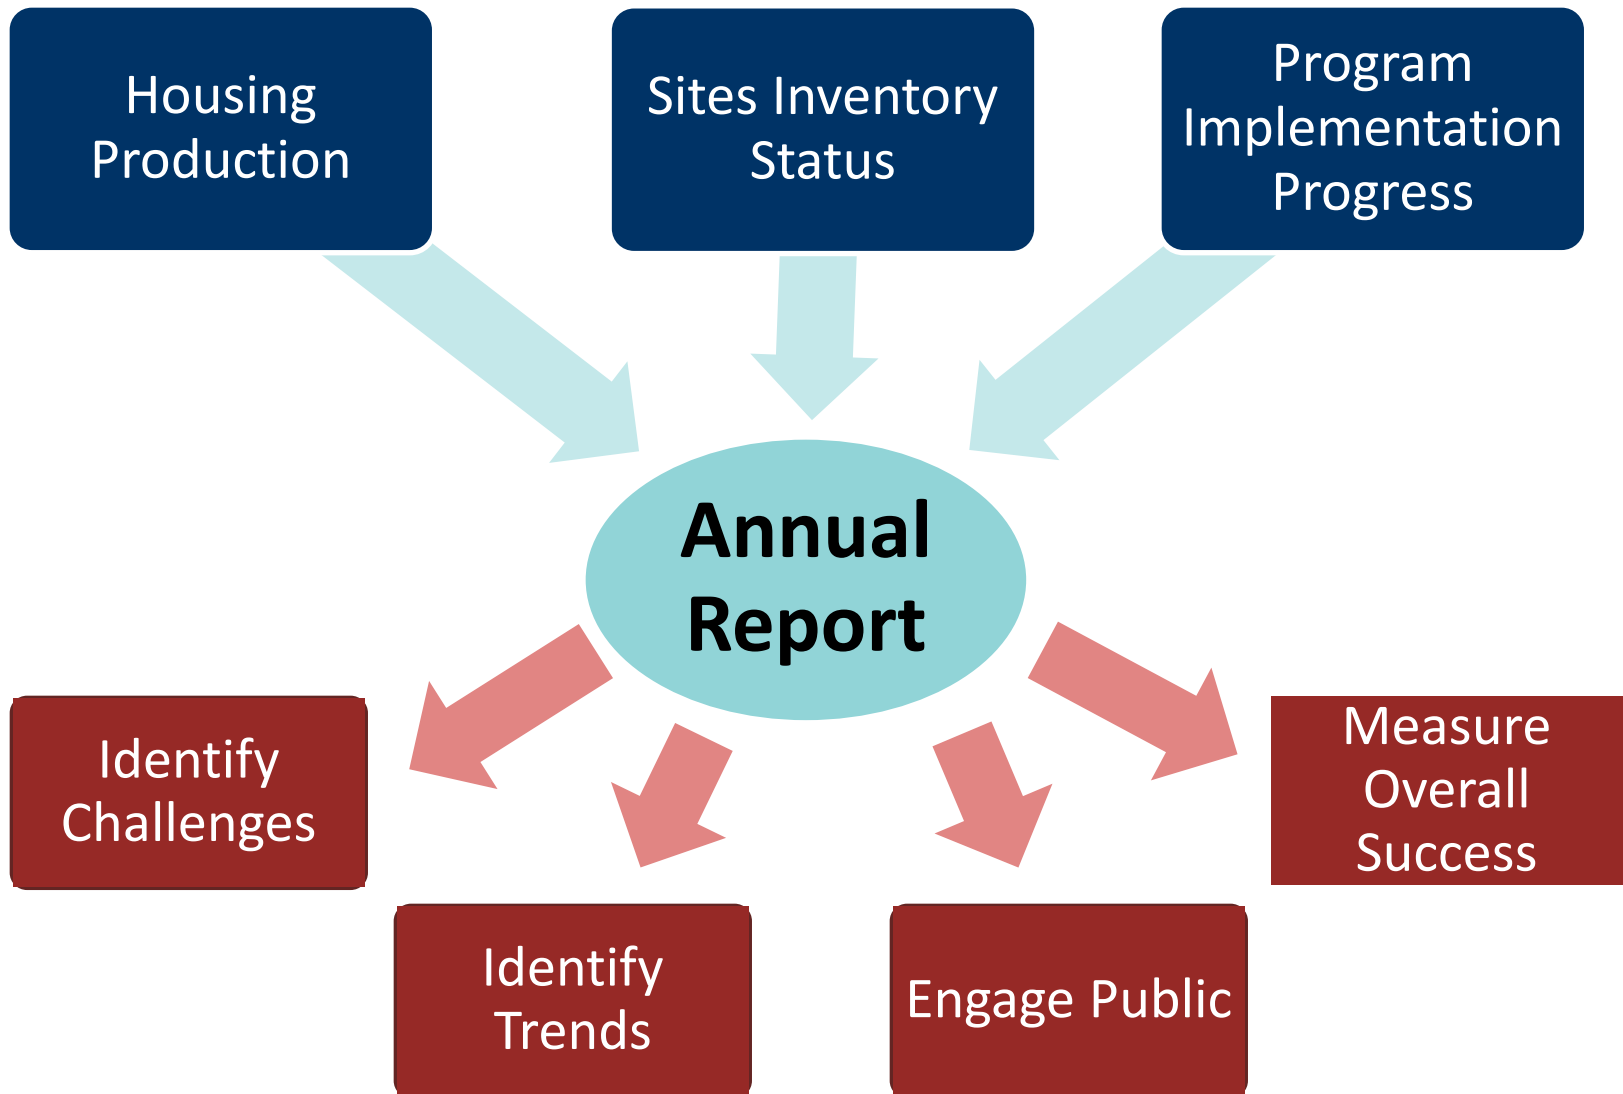 Housing
Production
Sites Inventory
Status
Program
Implementation
Progress
Annual
Report
Identify
Challenges
Identify
Trends
Engage Public
Measure
Overall
Success